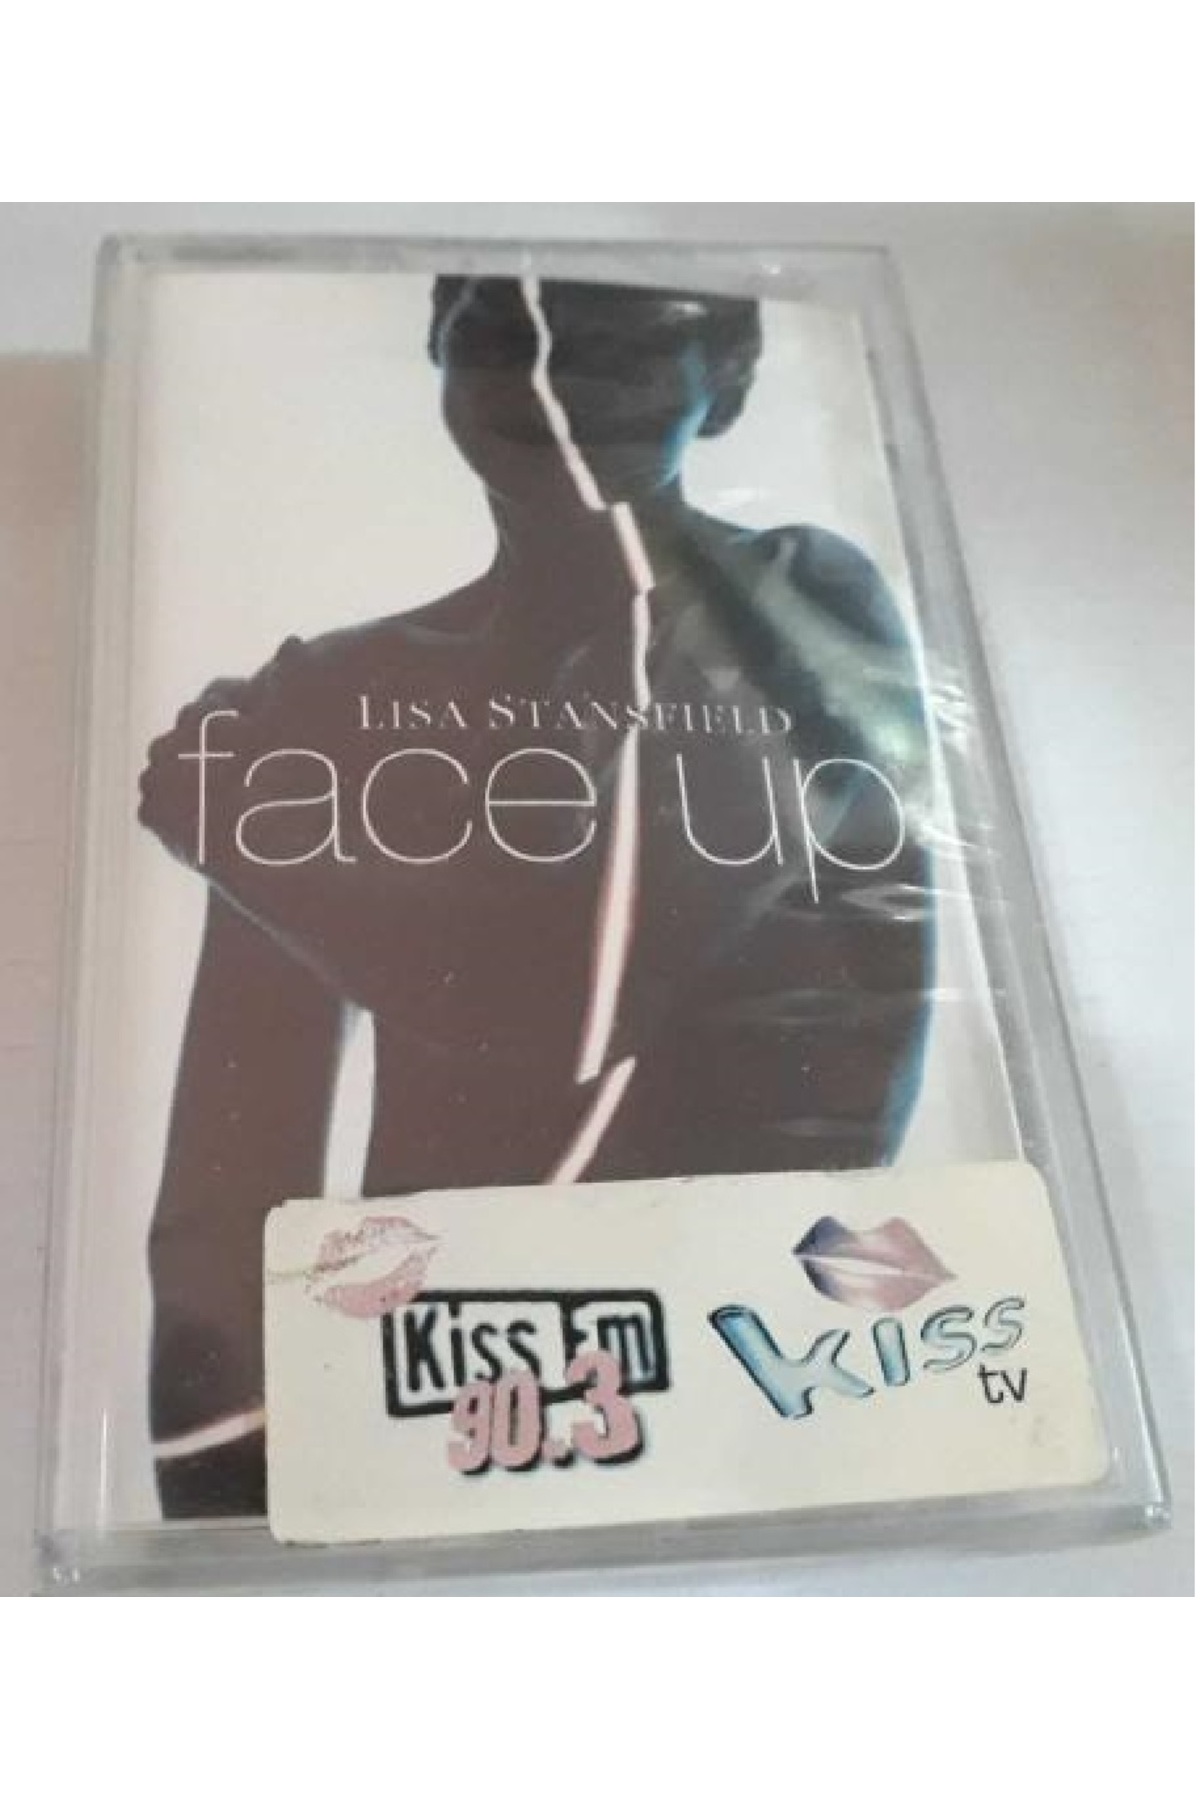 LISA STANSFIELD
face up
Kiss fm
90.3
kiss
tv